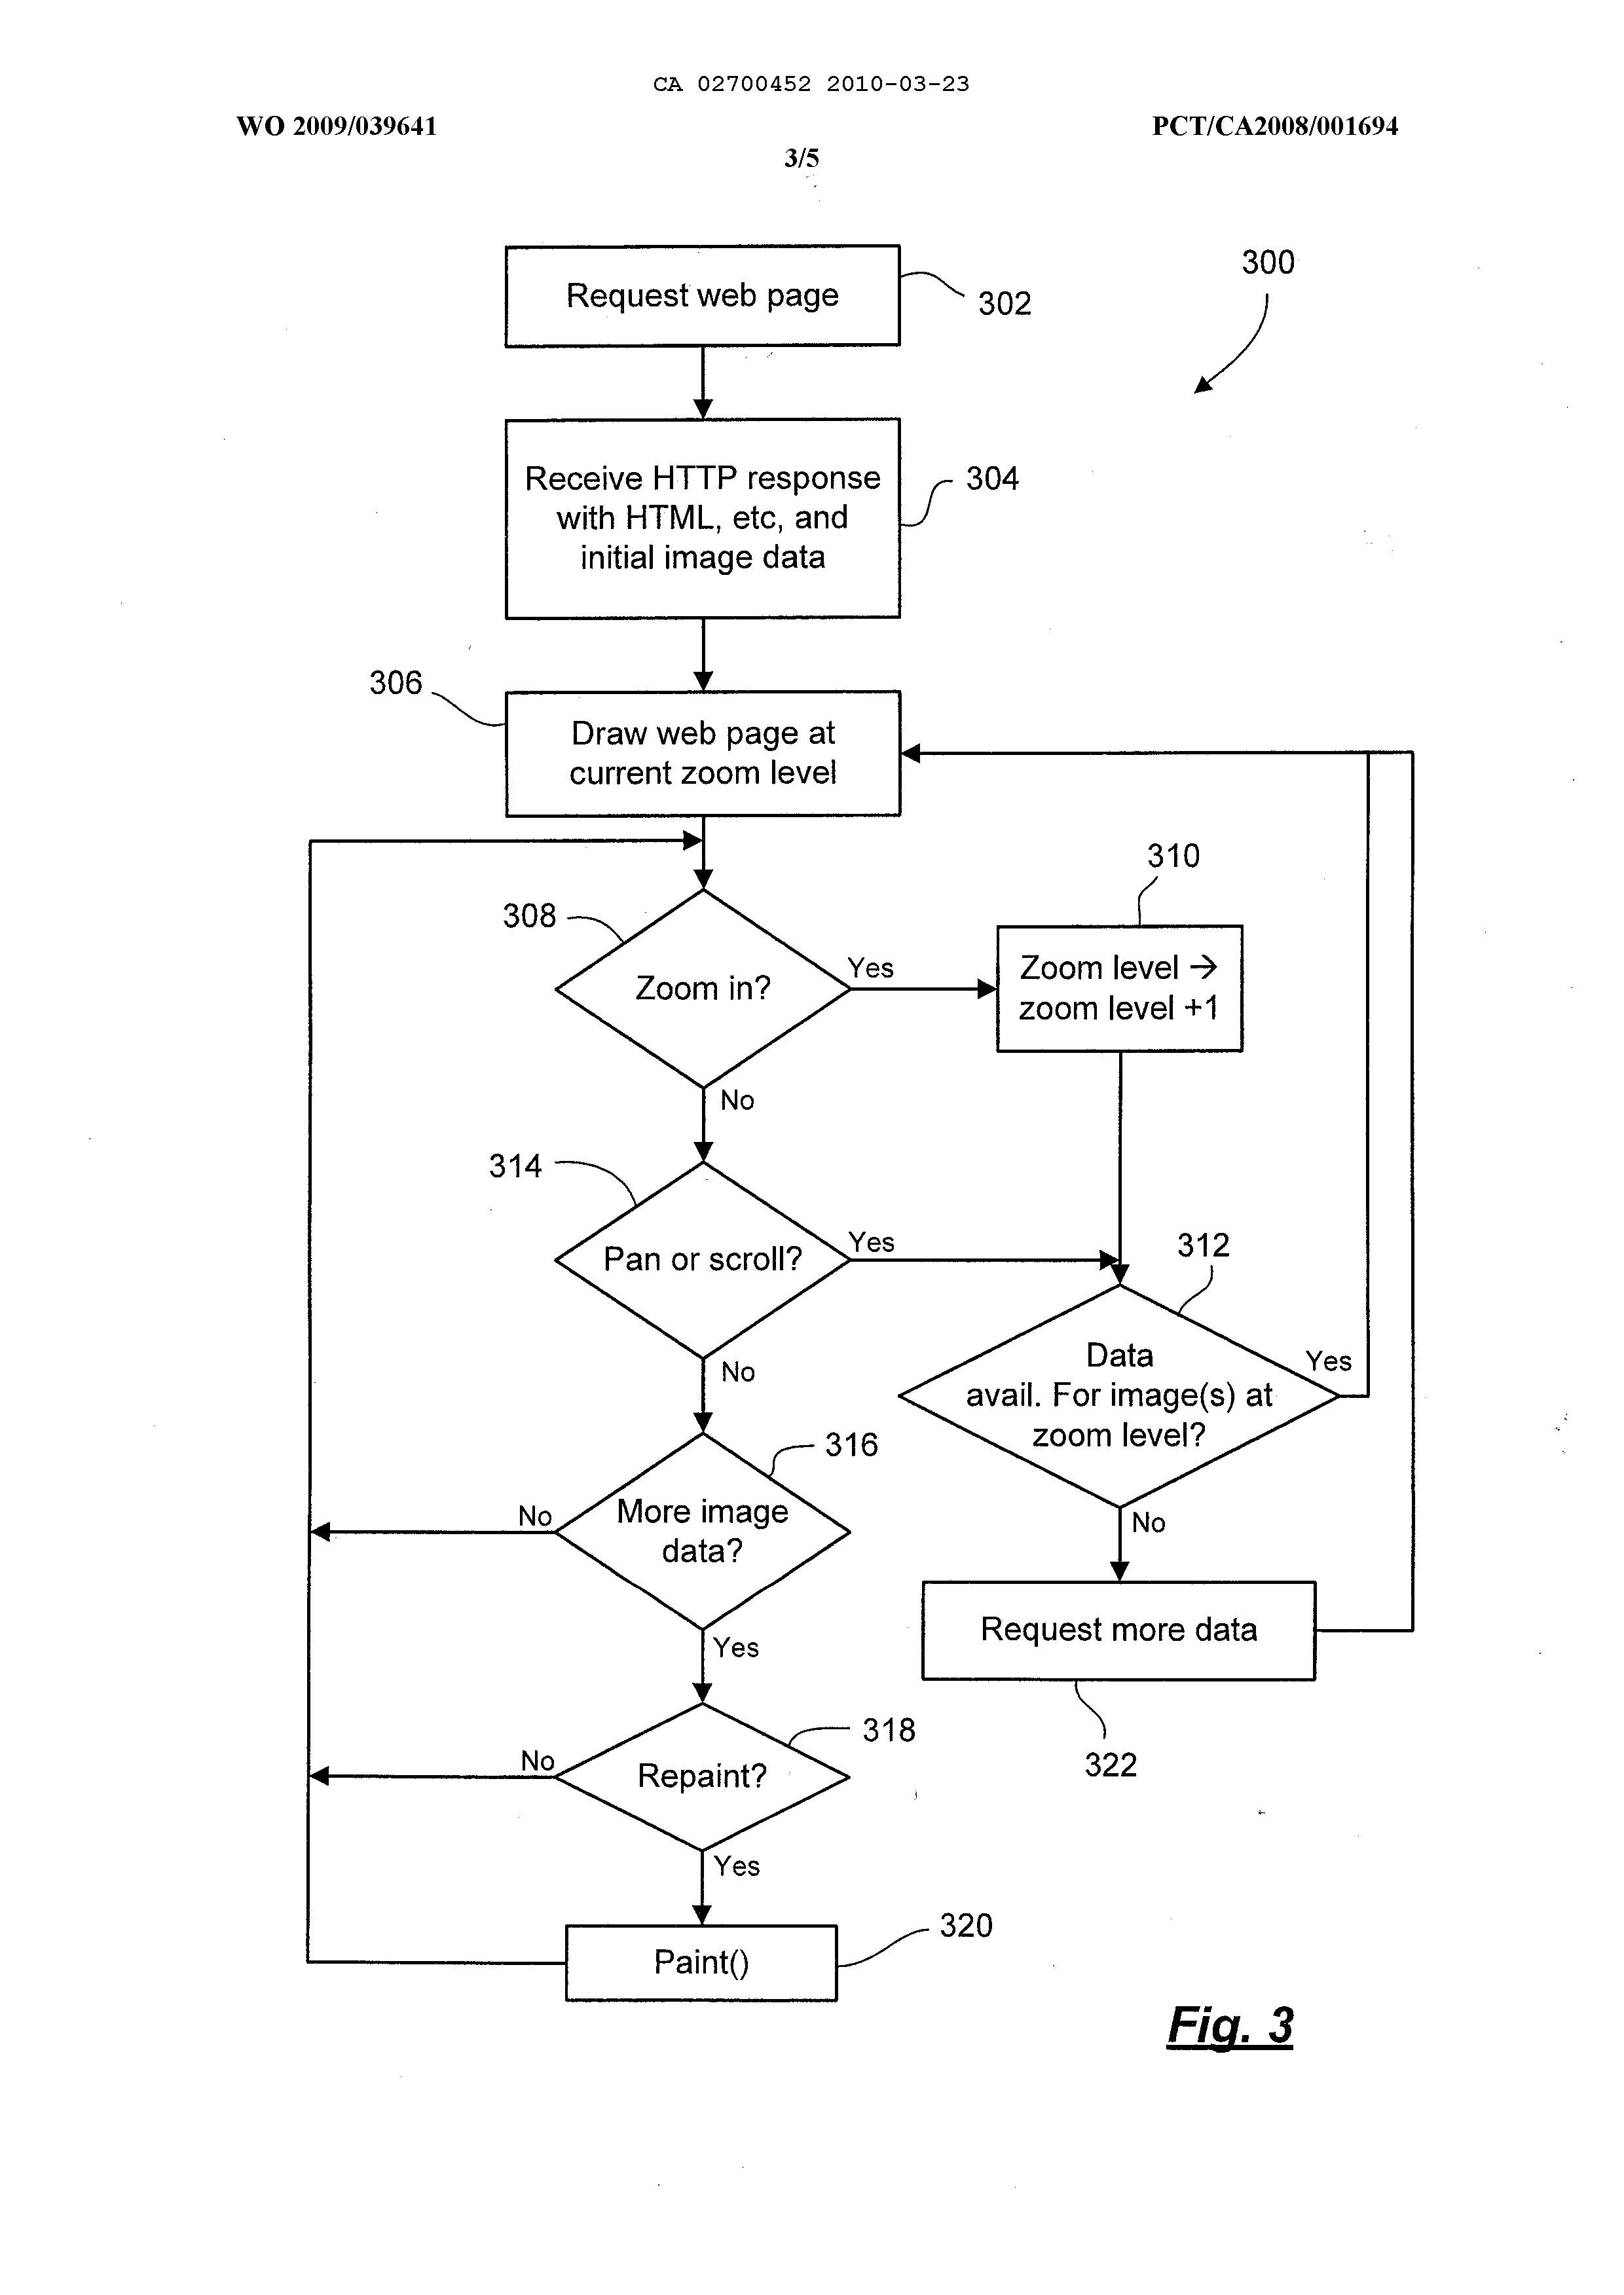 CA 02700452 2010-03-23
WO 2009/039641
PCT/CA2008/001694
3/5
300
Request web page
302
Receive HTTP response
with HTML, etc, and
initial image data
304
306
Draw web page at
current zoom level
310
308
Zoom in?
Yes
Zoom level →
zoom level +1
No
314
Pan or scroll?
Yes
312
Data
avail. For image(s) at
zoom level?
Yes
No
No
316
More image
data?
No
Yes
Request more data
322
318
Repaint?
No
Yes
320
Paint()
Fig. 3